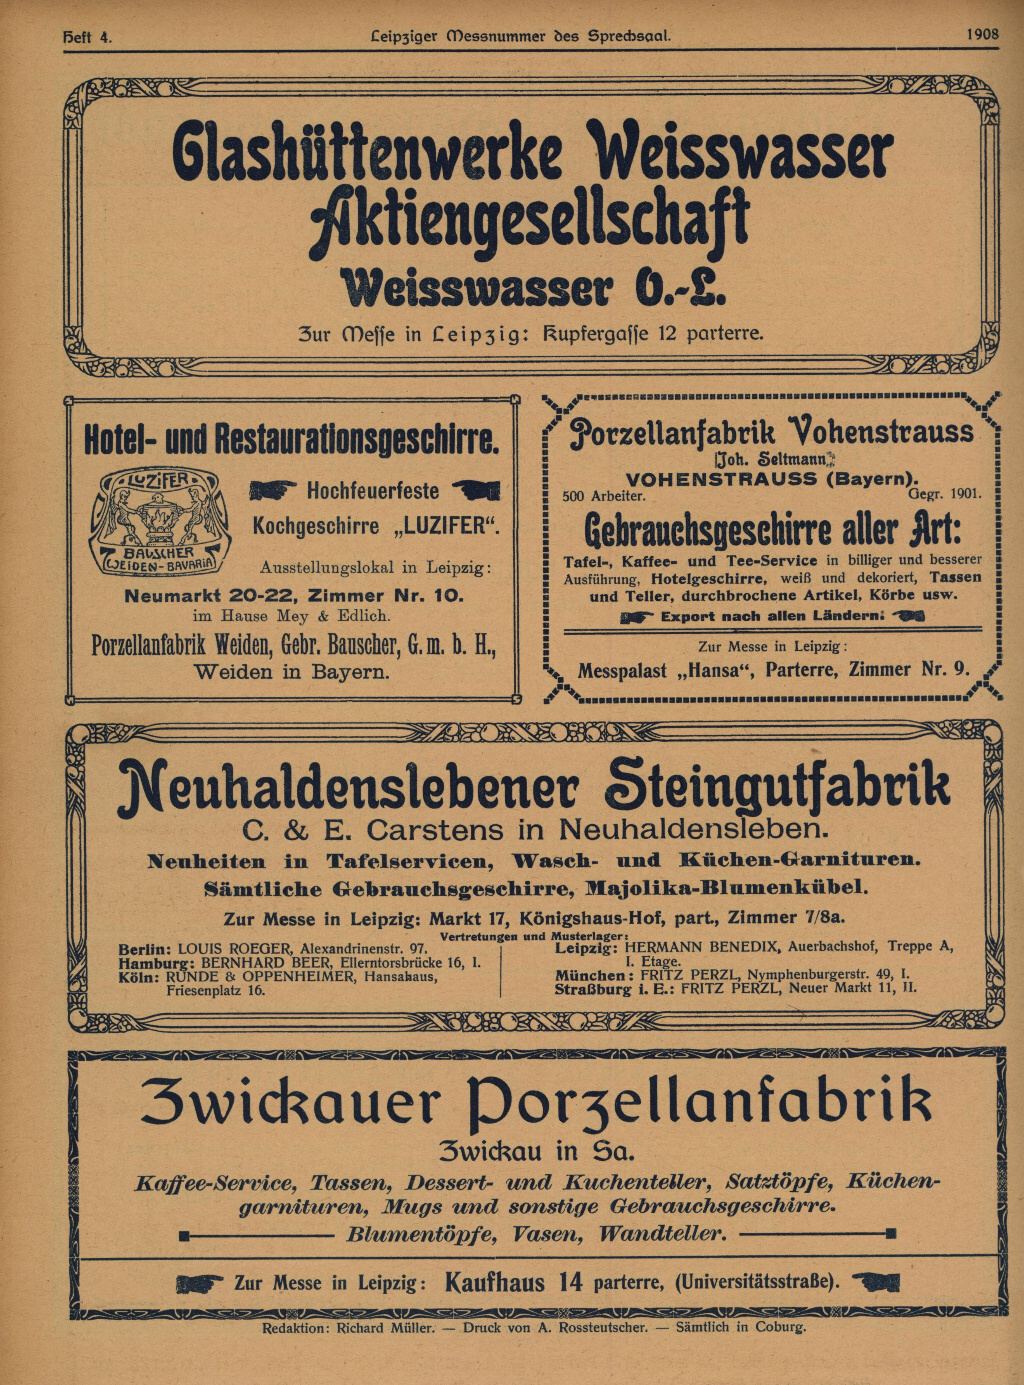 Heft 4. Leipziger Messnummer des Sprechsaal. 1908
Glashüttenwerke Weisswasser
Aktiengesellschaft
Weisswasser O.-L.
Zur Messe in Leipzig: Kupfergasse 12 parterre.
Hotel- und Restaurationsgeschirre.
LUZIFER
BAUSCHER
WEIDEN-BAVARIA
Hochfeuerfeste
Kochgeschirre „LUZIFER“.
Ausstellungslokal in Leipzig:
Neumarkt 20-22, Zimmer Nr. 10.
im Hause Mey & Edlich.
Porzellanfabrik Weiden, Gebr. Bauscher, G. m. b. H.,
Weiden in Bayern.
Porzellanfabrik Vohenstrauss
[Joh. Seltmann]
VOHENSTRAUSS (Bayern).
500 Arbeiter. Gegr. 1901.
Gebrauchsgeschirre aller Art:
Tafel-, Kaffee- und Tee-Service in billiger und besserer
Ausführung, Hotelgeschirre, weiß und dekoriert, Tassen
und Teller, durchbrochene Artikel, Körbe usw.
Export nach allen Ländern:
Zur Messe in Leipzig:
Messpalast „Hansa“, Parterre, Zimmer Nr. 9.
Neuhaldenslebener Steingutfabrik
C. & E. Carstens in Neuhaldensleben.
Neuheiten in Tafelservicen, Wasch- und Küchen-Garnituren.
Sämtliche Gebrauchsgeschirre, Majolika-Blumenkübel.
Zur Messe in Leipzig: Markt 17, Königshaus-Hof, part., Zimmer 7/8a.
Vertretungen und Musterlager:
Berlin: LOUIS ROEGER, Alexandrinenstr. 97.
Hamburg: BERNHARD BEER, Ellerntorsbrücke 16, I.
Köln: RUNDE & OPPENHEIMER, Hansahaus,
Friesenplatz 16.
Leipzig: HERMANN BENEDIX, Auerbachshof, Treppe A,
I. Etage.
München: FRITZ PERZL, Nymphenburgerstr. 49, I.
Straßburg i. E.: FRITZ PERZL, Neuer Markt 11, II.
Zwickauer Porzellanfabrik
Zwickau in Sa.
Kaffee-Service, Tassen, Dessert- und Kuchenteller, Satztöpfe, Küchen-
garnituren, Mugs und sonstige Gebrauchsgeschirre.
Blumentöpfe, Vasen, Wandteller.
Zur Messe in Leipzig: Kaufhaus 14 parterre, (Universitätsstraße).
Redaktion: Richard Müller. — Druck von A. Rossteutscher. — Sämtlich in Coburg.